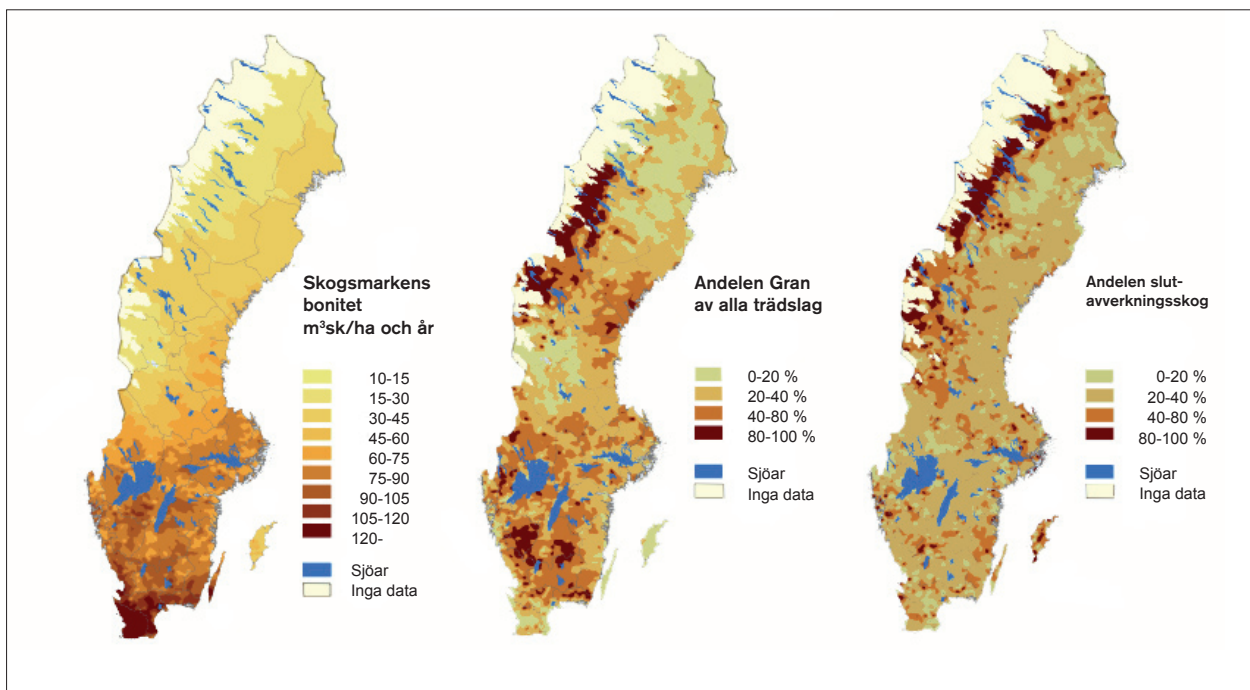 Skogsmarkens
bonitet
m³sk/ha och år
10-15
15-30
30-45
45-60
60-75
75-90
90-105
105-120
120-
Sjöar
Inga data
Andelen Gran
av alla trädslag
0-20 %
20-40 %
40-80 %
80-100 %
Sjöar
Inga data
Andelen slut-
avverkningsskog
0-20 %
20-40 %
40-80 %
80-100 %
Sjöar
Inga data